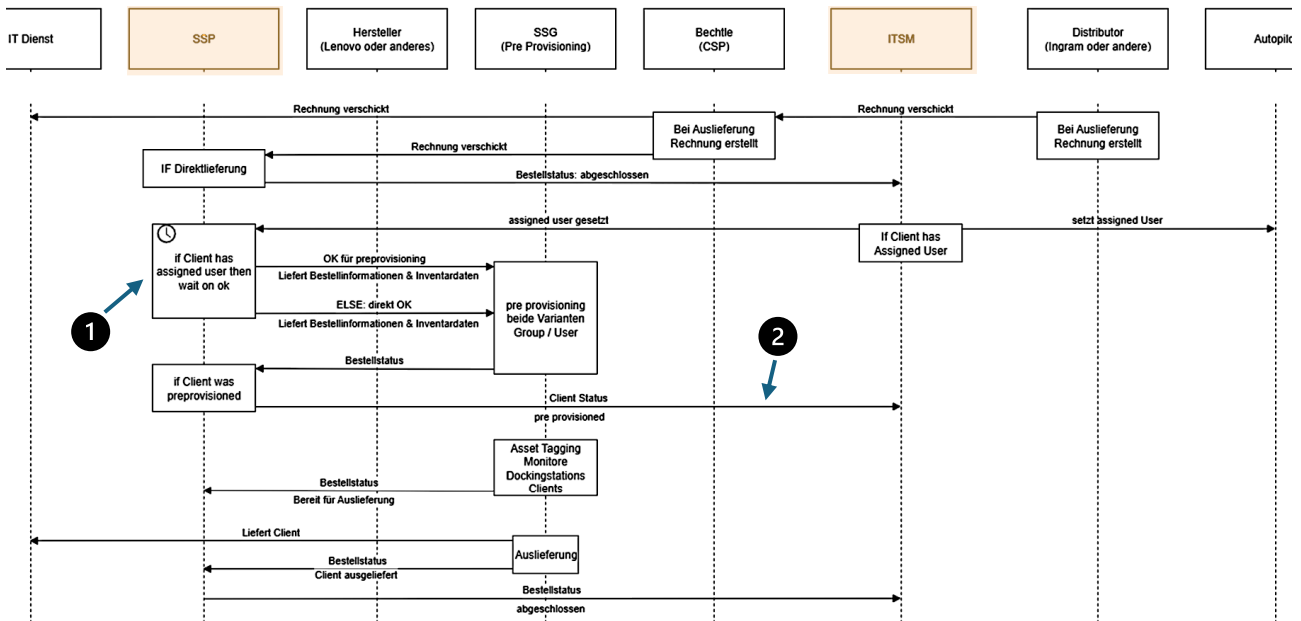 IT Dienst
SSP
Hersteller
(Lenovo oder anderes)
SSG
(Pre Provisioning)
Bechtle
(CSP)
ITSM
Distributor
(Ingram oder andere)
Autopilo
Rechnung verschickt
Rechnung verschickt
Bei Auslieferung
Rechnung erstellt
Bei Auslieferung
Rechnung erstellt
Rechnung verschickt
IF Direktlieferung
Bestellstatus: abgeschlossen
assigned user gesetzt
setzt assigned User
If Client has
Assigned User
if Client has
assigned user then
wait on ok
OK für preprovisioning
Liefert Bestellinformationen & Inventardaten
ELSE: direkt OK
Liefert Bestellinformationen & Inventardaten
pre provisioning
beide Varianten
Group / User
1
2
Bestellstatus
if Client was
preprovisioned
Client Status
pre provisioned
Asset Tagging
Monitore
Dockingstations
Clients
Bestellstatus
Bereit für Auslieferung
Liefert Client
Auslieferung
Bestellstatus
Client ausgeliefert
Bestellstatus
abgeschlossen